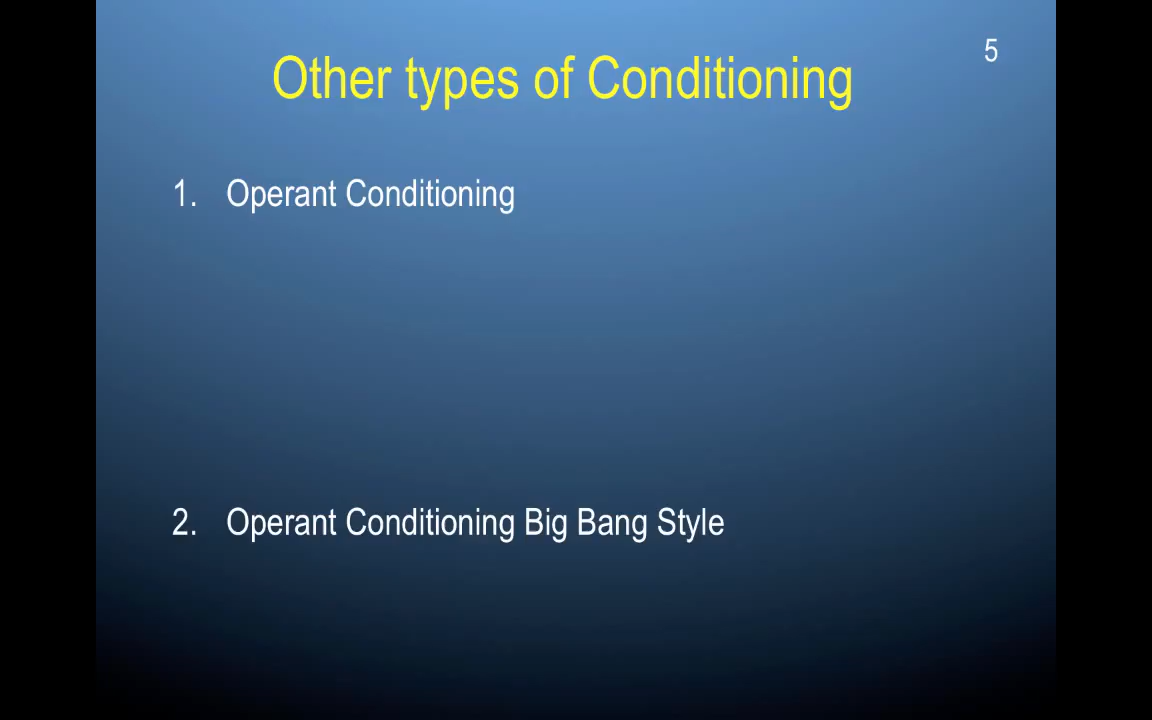 5
Other types of Conditioning
1. Operant Conditioning
2. Operant Conditioning Big Bang Style